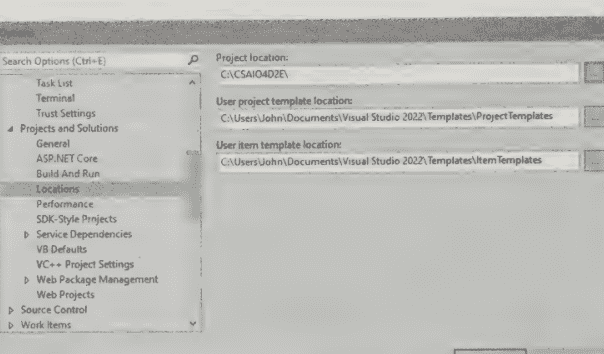 Search Options (Ctrl+E)
Task List
Terminal
Trust Settings
Projects and Solutions
General
ASP.NET Core
Build And Run
Locations
Performance
SDK-Style Projects
Service Dependencies
VB Defaults
VC++ Project Settings
Web Package Management
Web Projects
Source Control
Work Items
Project location:
C:\CSAIO4D2E\
User project template location:
C:\Users\John\Documents\Visual Studio 2022\Templates\ProjectTemplates
User item template location:
C:\Users\John\Documents\Visual Studio 2022\Templates\ItemTemplates